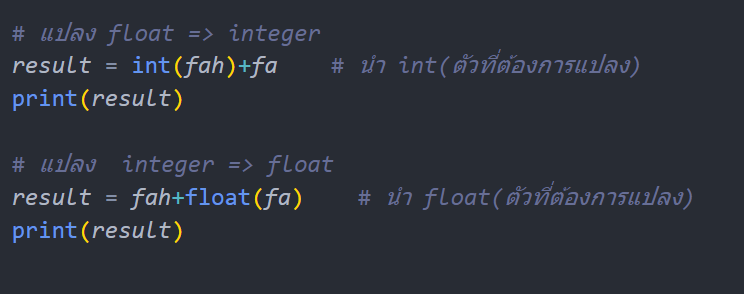 # แปลง float => integer
result = int(fah)+fa    # นำ int(ตัวที่ต้องการแปลง)
print(result)
# แปลง  integer => float
result = fah+float(fa)    # นำ float(ตัวที่ต้องการแปลง)
print(result)